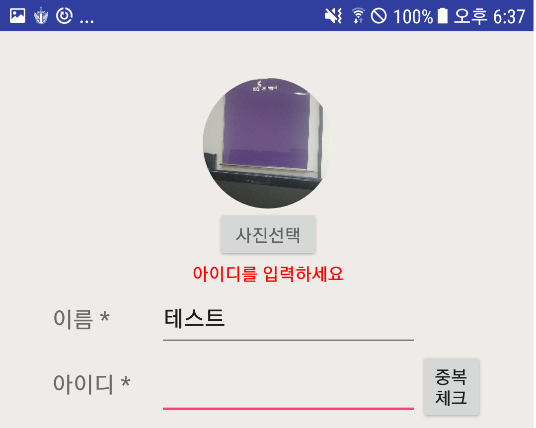 ... 100% 오후 6:37
사진선택
아이디를 입력하세요
이름 * 테스트
아이디 *
중복
체크